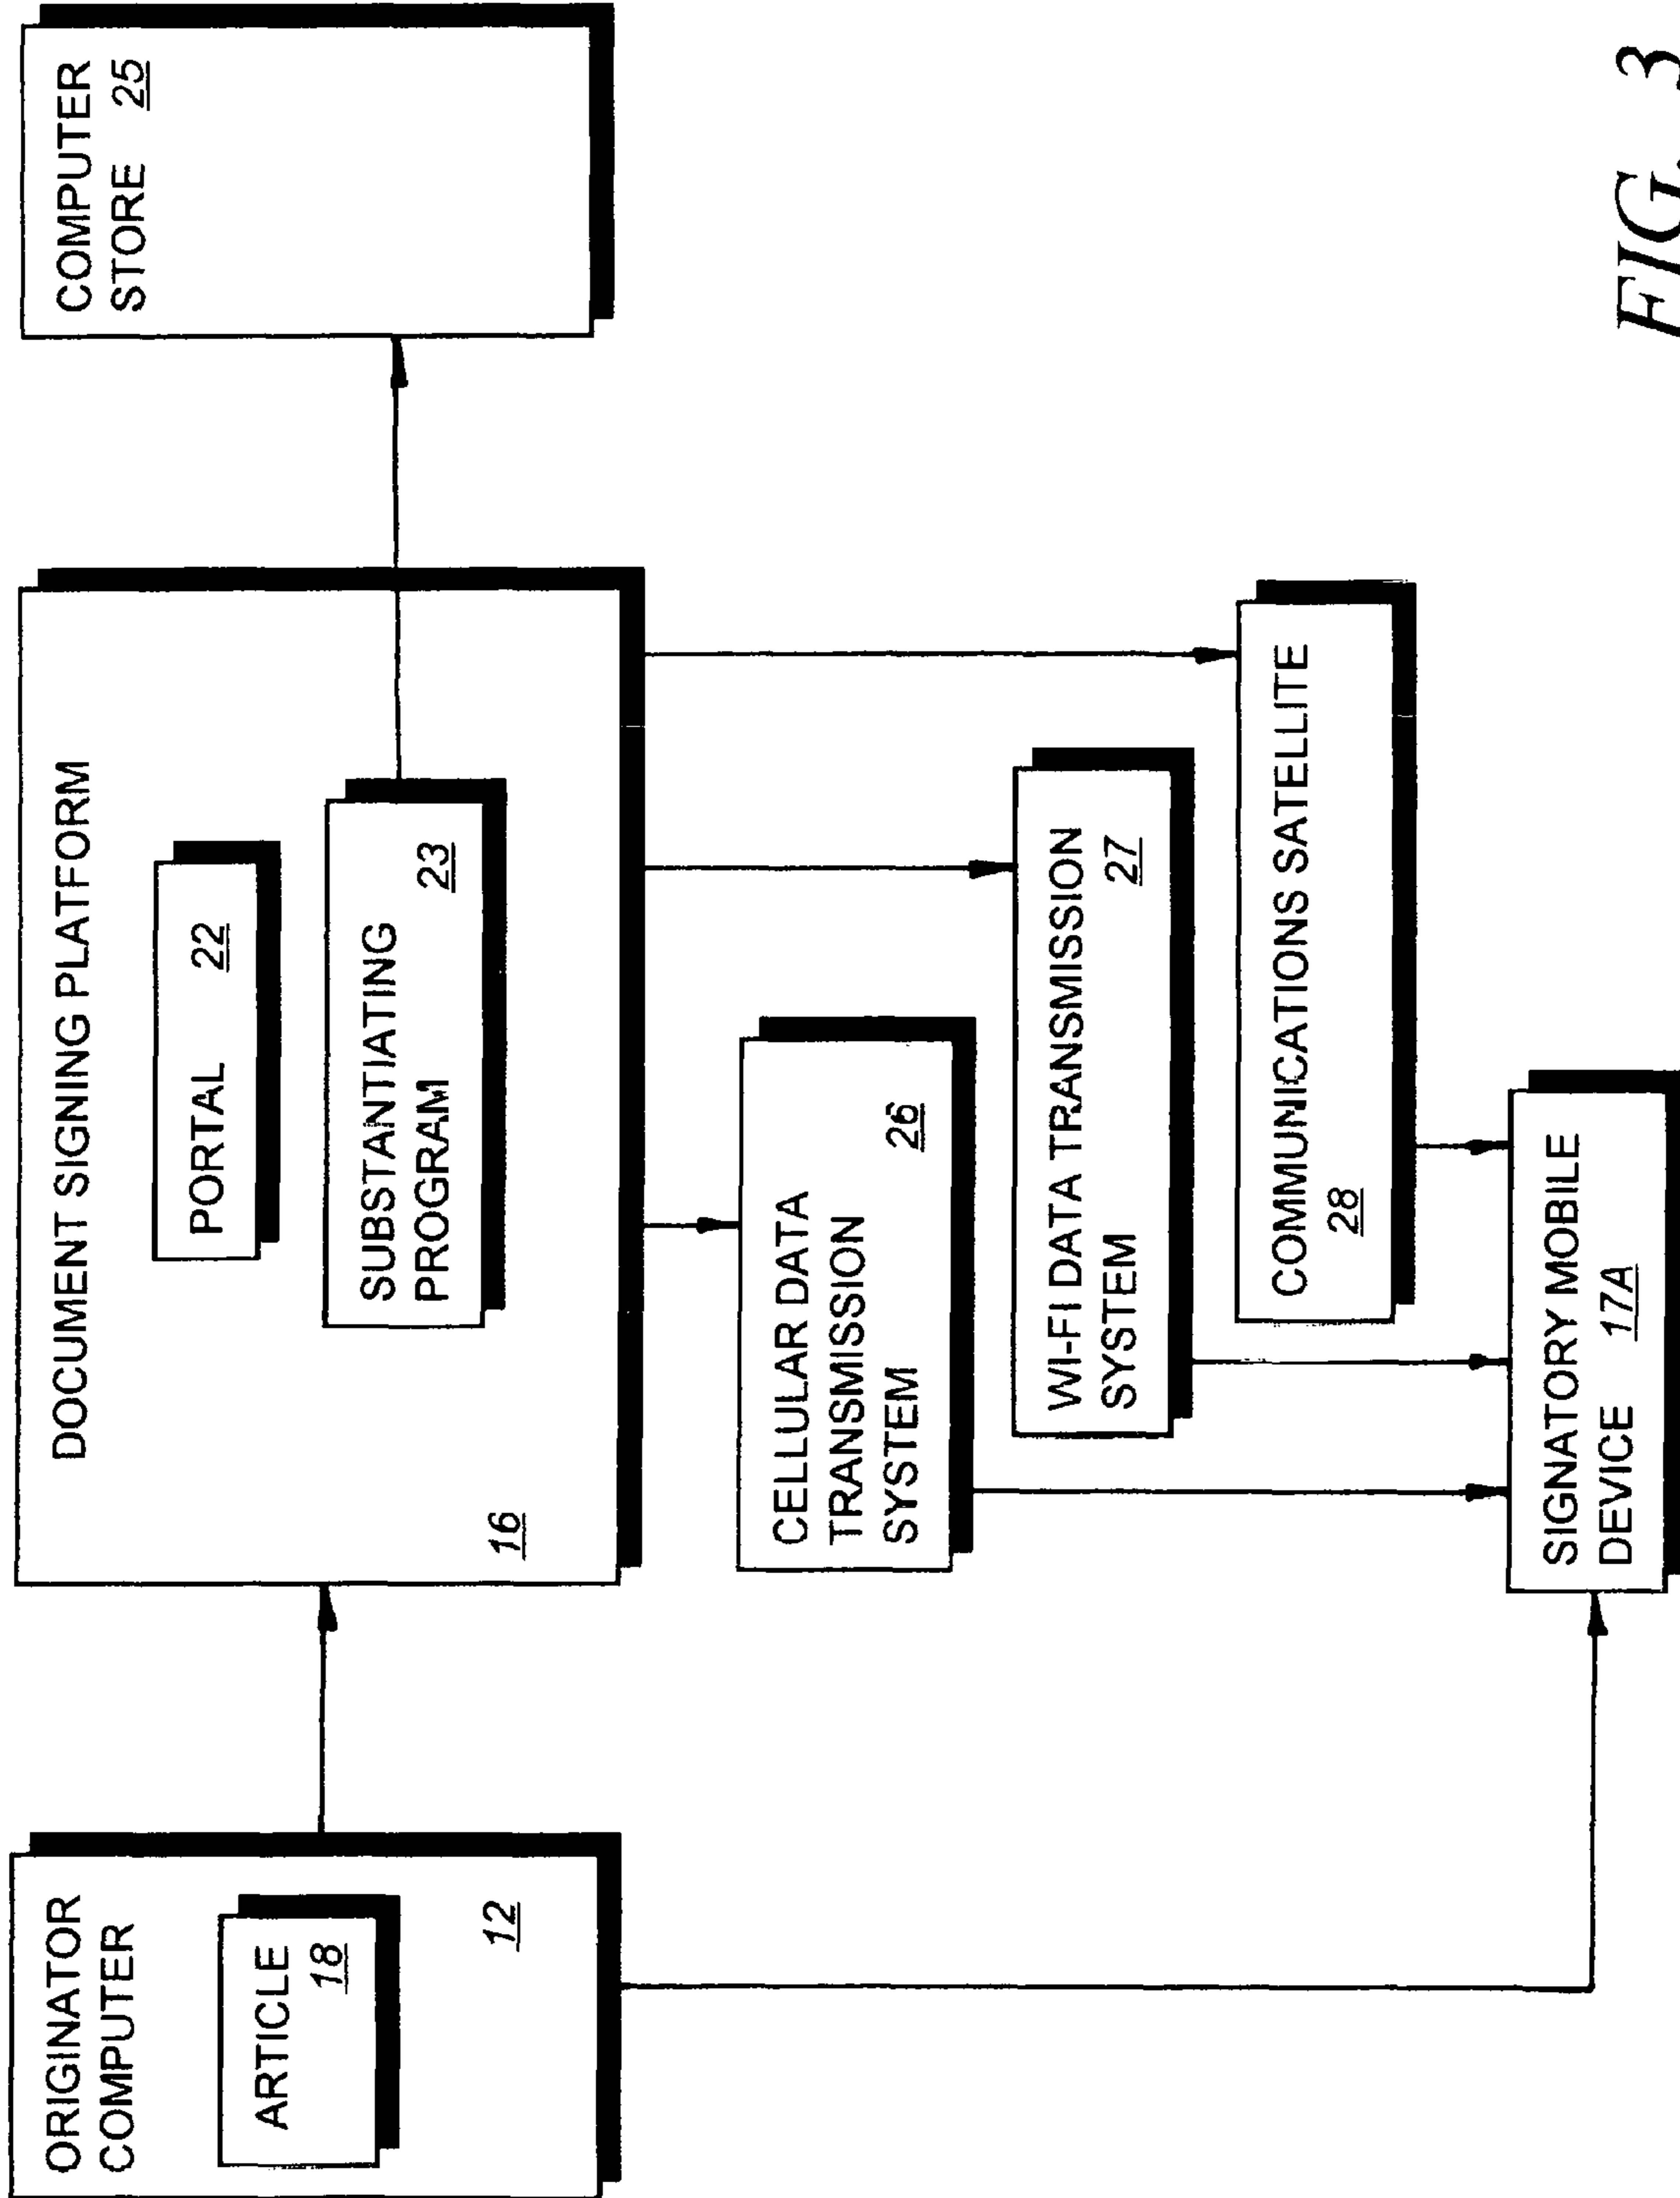 ORIGINATOR
COMPUTER
ARTICLE
18
12
DOCUMENT SIGNING PLATFORM
PORTAL 22
SUBSTANTIATING
PROGRAM 23
16
COMPUTER
STORE 25
CELLULAR DATA
TRANSMISSION
SYSTEM 26
WI-FI DATA TRANSMISSION
SYSTEM 27
COMMUNICATIONS SATELLITE
28
SIGNATORY MOBILE
DEVICE 17A
FIG. 3